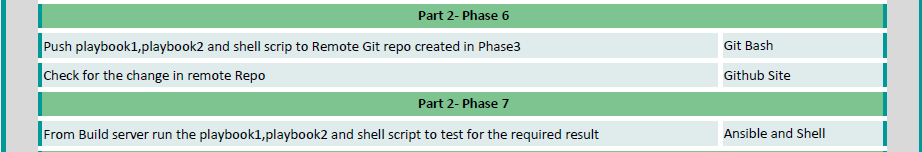 Part 2- Phase 6
Push playbook1,playbook2 and shell scrip to Remote Git repo created in Phase3 Git Bash
Check for the change in remote Repo Github Site
Part 2- Phase 7
From Build server run the playbook1,playbook2 and shell script to test for the required result Ansible and Shell